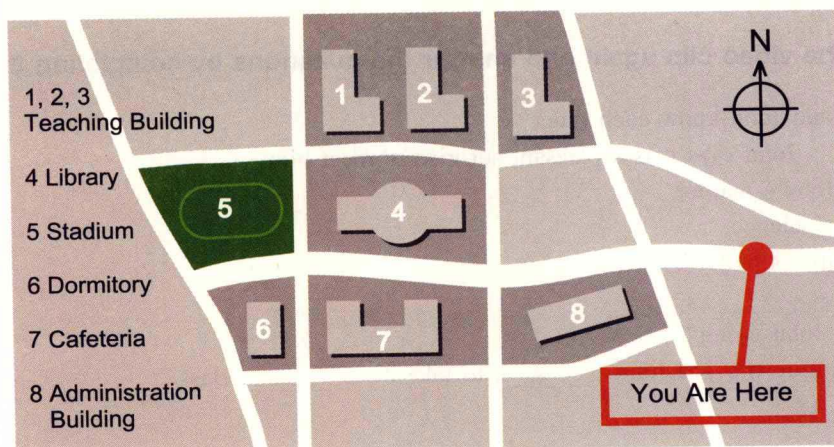 1, 2, 3
Teaching Building
4 Library
5 Stadium
6 Dormitory
7 Cafeteria
8 Administration
Building
1
2
3
N
5
4
6
7
8
You Are Here